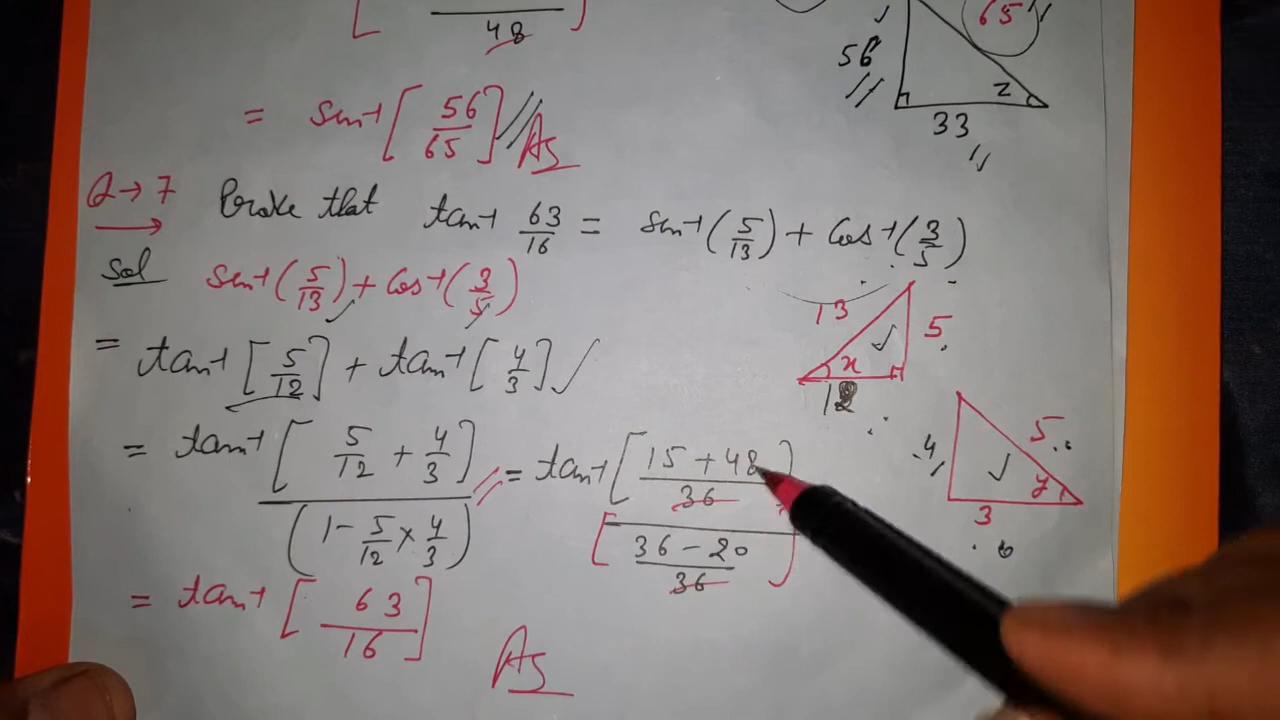 48
65
56
33
z
= Sin-1 [ 56/65 ] // As
Q→7 Prove that tan-1 63/16 = Sin-1 (5/13) + Cos-1 (3/5)
Sol Sin-1 (5/13) + Cos-1 (3/5)
13
5
x
12
= tan-1 [ 5/12 ] + tan-1 [ 4/3 ] ✓
= tan-1 [ 5/12 + 4/3 ] / ( 1 - 5/12 × 4/3 ) = tan-1 [ 15 + 48 / 36 ] / [ 36 - 20 / 36 ]
4
5
y
3
= tan-1 [ 63/16 ]
As